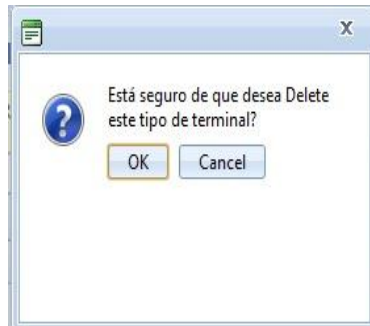 X
Está seguro de que desea Delete
este tipo de terminal?
OK Cancel